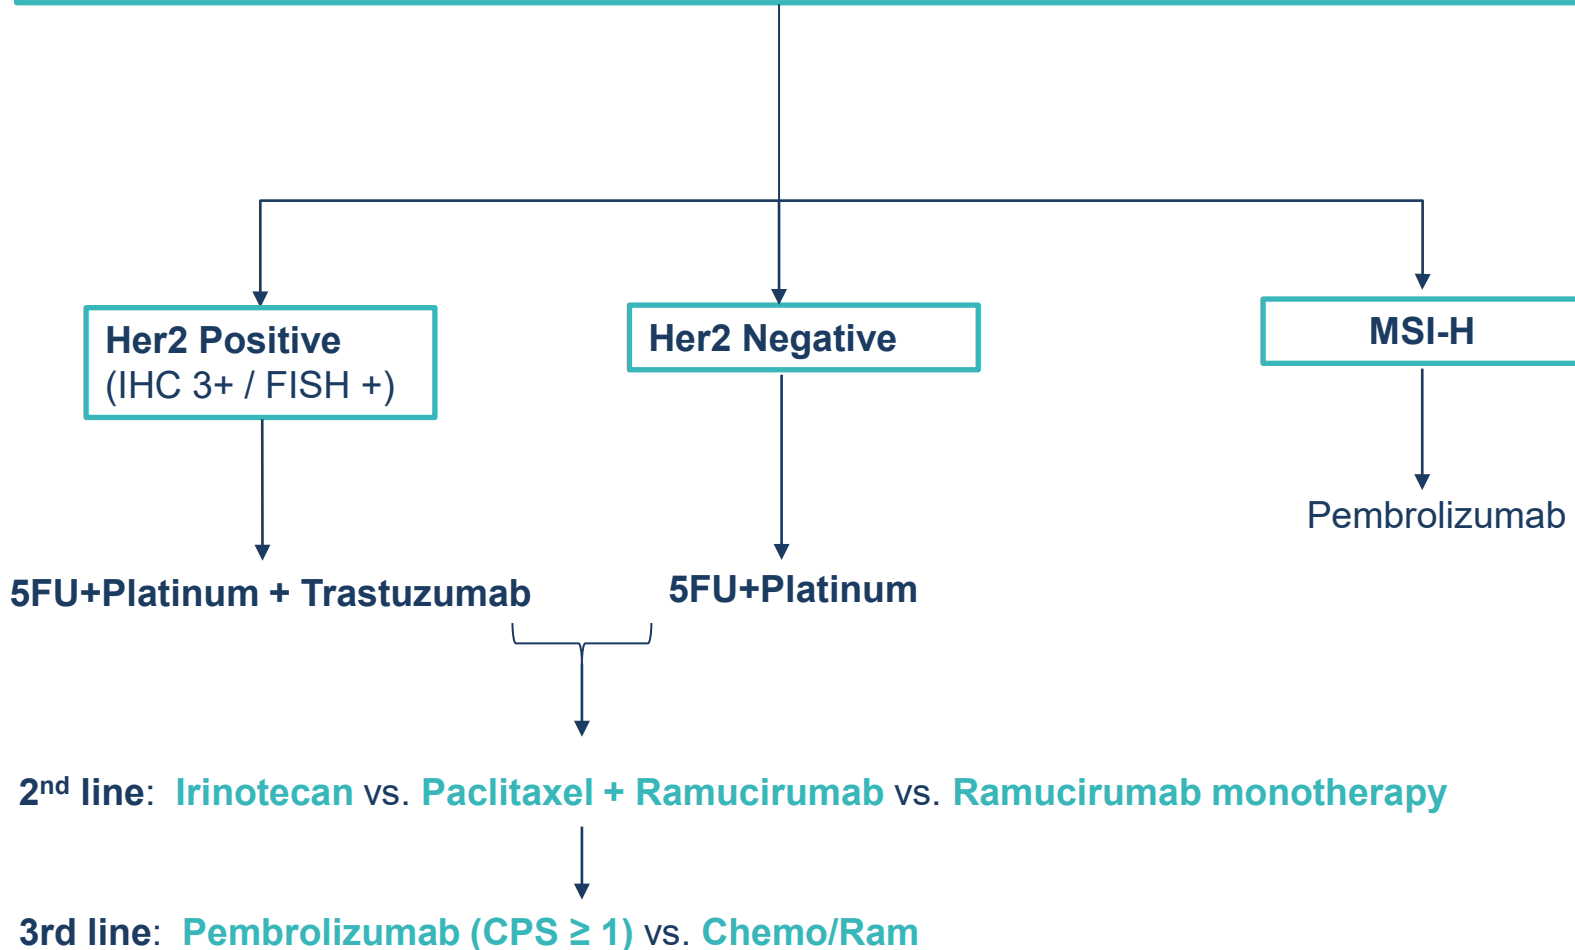 Her2 Positive
(IHC 3+ / FISH +)
Her2 Negative
MSI-H
Pembrolizumab
5FU+Platinum + Trastuzumab
5FU+Platinum
2nd line: Irinotecan vs. Paclitaxel + Ramucirumab vs. Ramucirumab monotherapy
3rd line: Pembrolizumab (CPS ≥ 1) vs. Chemo/Ram